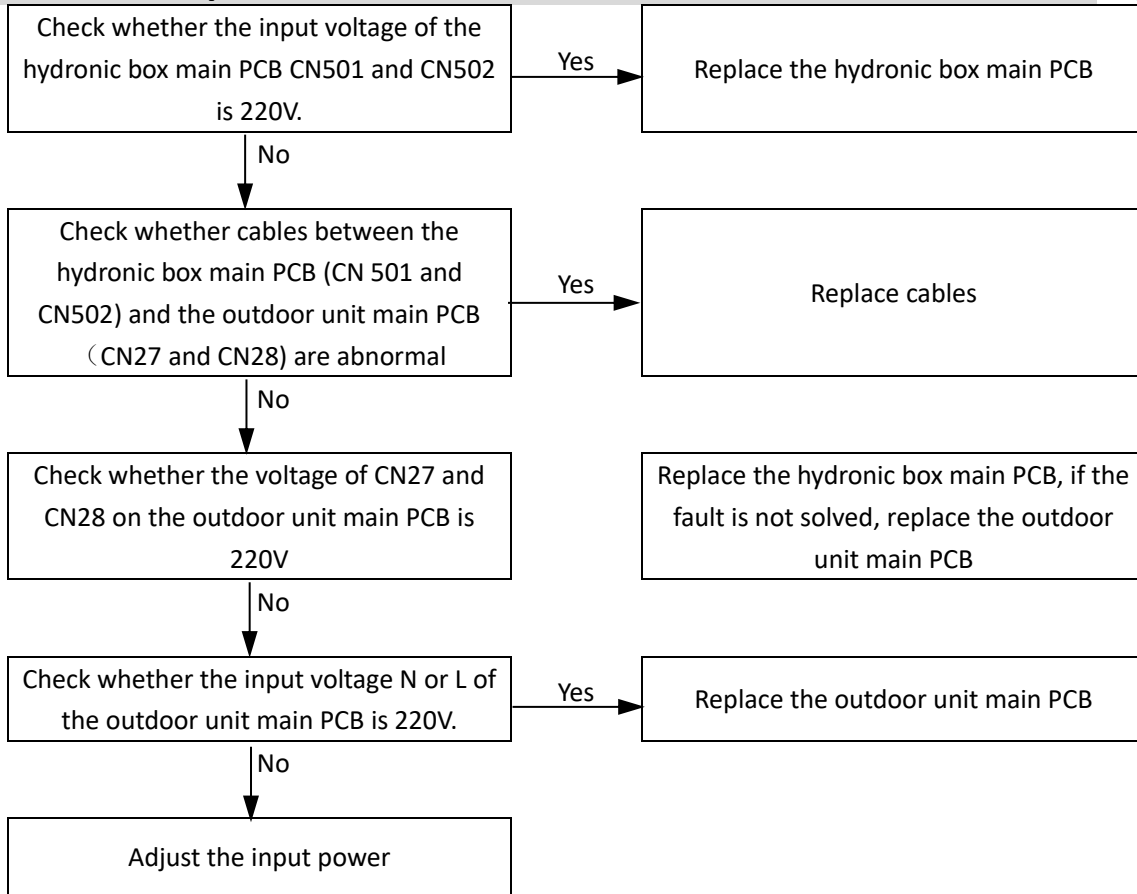 Check whether the input voltage of the
hydronic box main PCB CN501 and CN502
is 220V.
Yes
Replace the hydronic box main PCB
No
Check whether cables between the
hydronic box main PCB (CN 501 and
CN502) and the outdoor unit main PCB
（CN27 and CN28) are abnormal
Yes
Replace cables
No
Check whether the voltage of CN27 and
CN28 on the outdoor unit main PCB is
220V
Replace the hydronic box main PCB, if the
fault is not solved, replace the outdoor
unit main PCB
No
Check whether the input voltage N or L of
the outdoor unit main PCB is 220V.
Yes
Replace the outdoor unit main PCB
No
Adjust the input power